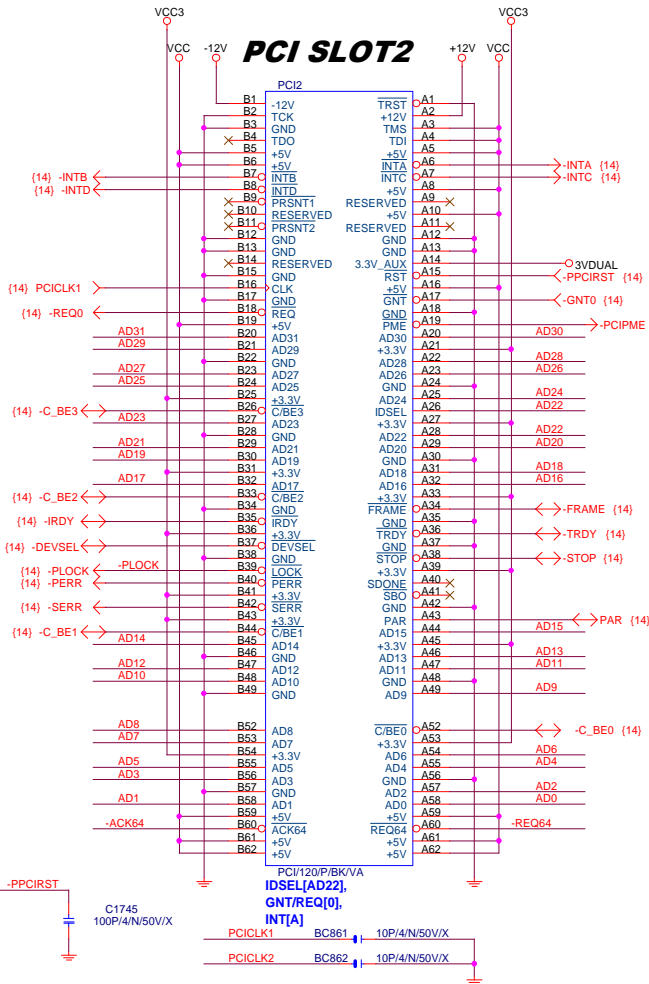 VCC3 VCC3
VCC -12V PCI SLOT2 +12V VCC
PCI2
B1 -12V TRST A1
B2 TCK +12V A2
B3 GND TMS A3
B4 TDO TDI A4
B5 +5V +5V A5
B6 +5V INTA A6 -INTA {14}
{14} -INTB B7 INTB INTC A7 -INTC {14}
{14} -INTD B8 INTD +5V A8
B9 PRSNT1 RESERVED A9
B10 RESERVED +5V A10
B11 PRSNT2 RESERVED A11
B12 GND GND A12
B13 GND GND A13
B14 RESERVED 3.3V_AUX A14 3VDUAL
B15 GND RST A15 -PPCIRST {14}
{14} PCICLK1 B16 CLK +5V A16
B17 GND GNT A17 -GNT0 {14}
{14} -REQ0 B18 REQ GND A18
B19 +5V PME A19 -PCIPME
AD31 B20 AD31 AD30 A20 AD30
AD29 B21 AD29 +3.3V A21
B22 GND AD28 A22 AD28
AD27 B23 AD27 AD26 A23 AD26
AD25 B24 AD25 GND A24
B25 +3.3V AD24 A25 AD24
{14} -C_BE3 B26 C/BE3 IDSEL A26 AD22
AD23 B27 AD23 +3.3V A27
B28 GND AD22 A28 AD22
AD21 B29 AD21 AD20 A29 AD20
AD19 B30 AD19 GND A30
B31 +3.3V AD18 A31 AD18
AD17 B32 AD17 AD16 A32 AD16
{14} -C_BE2 B33 C/BE2 +3.3V A33
B34 GND FRAME A34 -FRAME {14}
{14} -IRDY B35 IRDY GND A35
B36 +3.3V TRDY A36 -TRDY {14}
{14} -DEVSEL B37 DEVSEL GND A37
B38 GND STOP A38 -STOP {14}
{14} -PLOCK -PLOCK B39 LOCK +3.3V A39
{14} -PERR B40 PERR SDONE A40
B41 +3.3V SBO A41
{14} -SERR B42 SERR GND A42
B43 +3.3V PAR A43 PAR {14}
{14} -C_BE1 B44 C/BE1 AD15 A44 AD15
AD14 B45 AD14 +3.3V A45
B46 GND AD13 A46 AD13
AD12 B47 AD12 AD11 A47 AD11
AD10 B48 AD10 GND A48
B49 GND AD9 A49 AD9
AD8 B52 AD8 C/BE0 A52 -C_BE0 {14}
AD7 B53 AD7 +3.3V A53
B54 +3.3V AD6 A54 AD6
AD5 B55 AD5 AD4 A55 AD4
AD3 B56 AD3 GND A56
B57 GND AD2 A57 AD2
AD1 B58 AD1 AD0 A58 AD0
B59 +5V +5V A59
-ACK64 B60 ACK64 REQ64 A60 -REQ64
B61 +5V +5V A61
B62 +5V +5V A62
PCI/120/P/BK/VA
-PPCIRST
IDSEL[AD22],
GNT/REQ[0],
INT[A]
C1745
100P/4/N/50V/X
PCICLK1 BC861 10P/4/N/50V/X
PCICLK2 BC862 10P/4/N/50V/X